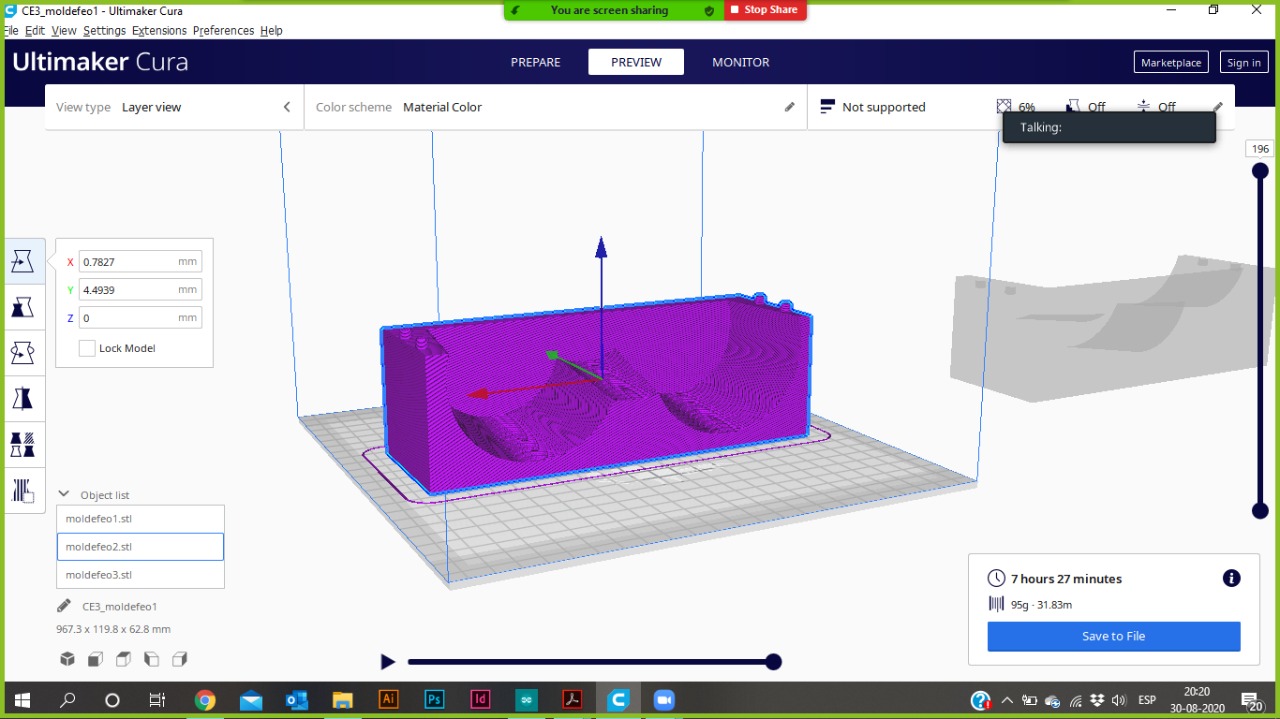 CE3_moldefeo1 - Ultimaker Cura
You are screen sharing
Stop Share
File Edit View Settings Extensions Preferences Help
Ultimaker Cura
PREPARE
PREVIEW
MONITOR
Marketplace
Sign in
View type Layer view
Color scheme Material Color
Not supported
6%
Off
Off
Talking:
196
X 0.7827 mm
Y 4.4939 mm
Z 0 mm
Lock Model
Object list
moldefeo1.stl
moldefeo2.stl
moldefeo3.stl
CE3_moldefeo1
967.3 x 119.8 x 62.8 mm
7 hours 27 minutes
95g · 31.83m
Save to File
Ai
Ps
Id
ESP
20:20
30-08-2020
20